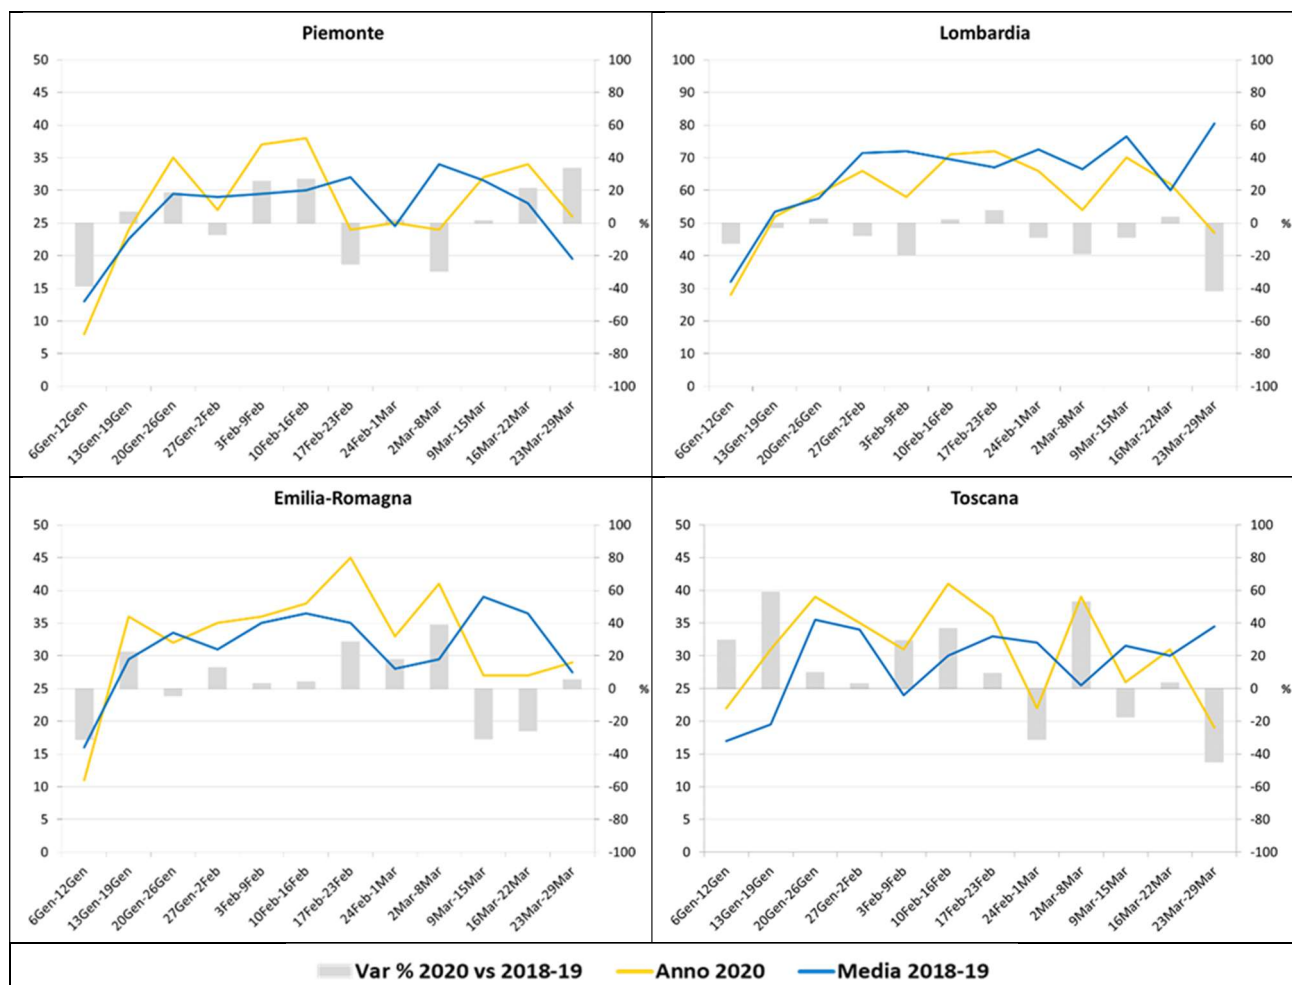 Piemonte
50 100
45 80
40 60
35 40
30 20
25 0 %
20 -20
15 -40
10 -60
5 -80
0 -100
6Gen-12Gen
13Gen-19Gen
20Gen-26Gen
27Gen-2Feb
3Feb-9Feb
10Feb-16Feb
17Feb-23Feb
24Feb-1Mar
2Mar-8Mar
9Mar-15Mar
16Mar-22Mar
23Mar-29Mar
Lombardia
100 100
90 80
80 60
70 40
60 20
50 0 %
40 -20
30 -40
20 -60
10 -80
0 -100
6Gen-12Gen
13Gen-19Gen
20Gen-26Gen
27Gen-2Feb
3Feb-9Feb
10Feb-16Feb
17Feb-23Feb
24Feb-1Mar
2Mar-8Mar
9Mar-15Mar
16Mar-22Mar
23Mar-29Mar
Emilia-Romagna
50 100
45 80
40 60
35 40
30 20
25 0 %
20 -20
15 -40
10 -60
5 -80
0 -100
6Gen-12Gen
13Gen-19Gen
20Gen-26Gen
27Gen-2Feb
3Feb-9Feb
10Feb-16Feb
17Feb-23Feb
24Feb-1Mar
2Mar-8Mar
9Mar-15Mar
16Mar-22Mar
23Mar-29Mar
Toscana
50 100
45 80
40 60
35 40
30 20
25 0 %
20 -20
15 -40
10 -60
5 -80
0 -100
6Gen-12Gen
13Gen-19Gen
20Gen-26Gen
27Gen-2Feb
3Feb-9Feb
10Feb-16Feb
17Feb-23Feb
24Feb-1Mar
2Mar-8Mar
9Mar-15Mar
16Mar-22Mar
23Mar-29Mar
Var % 2020 vs 2018-19 Anno 2020 Media 2018-19